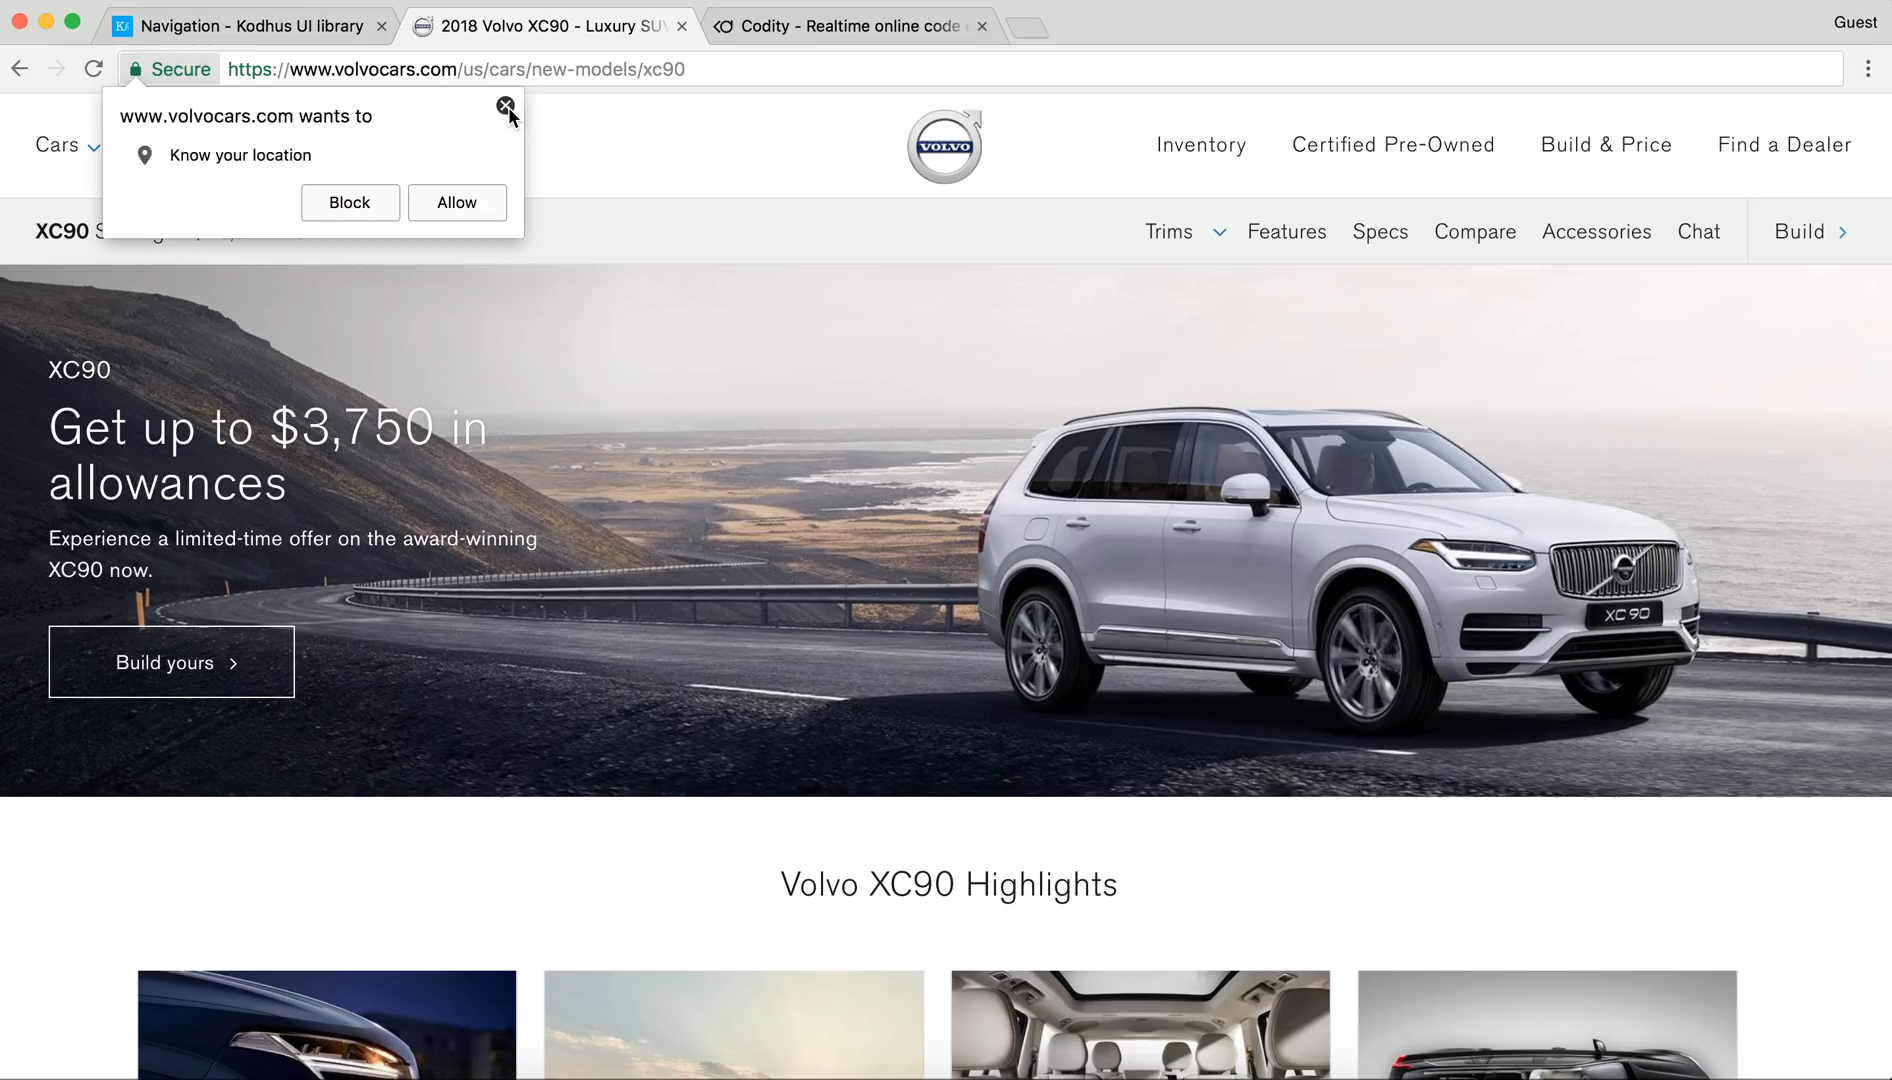 Navigation - Kodhus UI library
2018 Volvo XC90 - Luxury SUV
Codity - Realtime online code e
Guest
Secure
https://www.volvocars.com/us/cars/new-models/xc90
www.volvocars.com wants to
Know your location
Block
Allow
Cars
VOLVO
Inventory
Certified Pre-Owned
Build & Price
Find a Dealer
XC90
Trims
Features
Specs
Compare
Accessories
Chat
Build
XC90
Get up to $3,750 in
allowances
Experience a limited-time offer on the award-winning
XC90 now.
Build yours
XC 90
Volvo XC90 Highlights